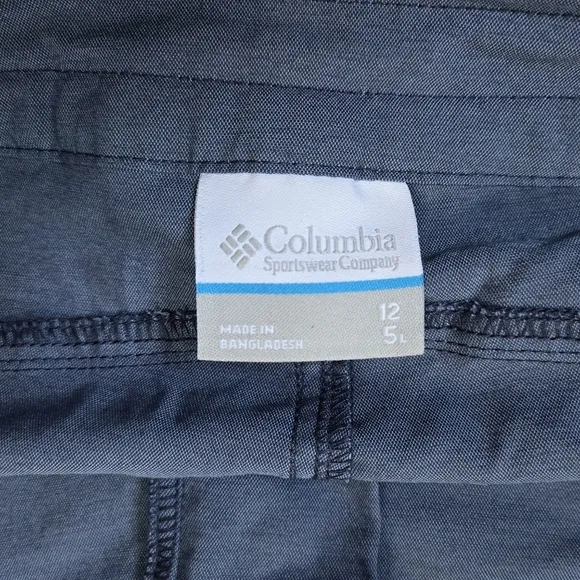 Columbia
Sportswear Company
MADE IN
BANGLADESH
12
5L